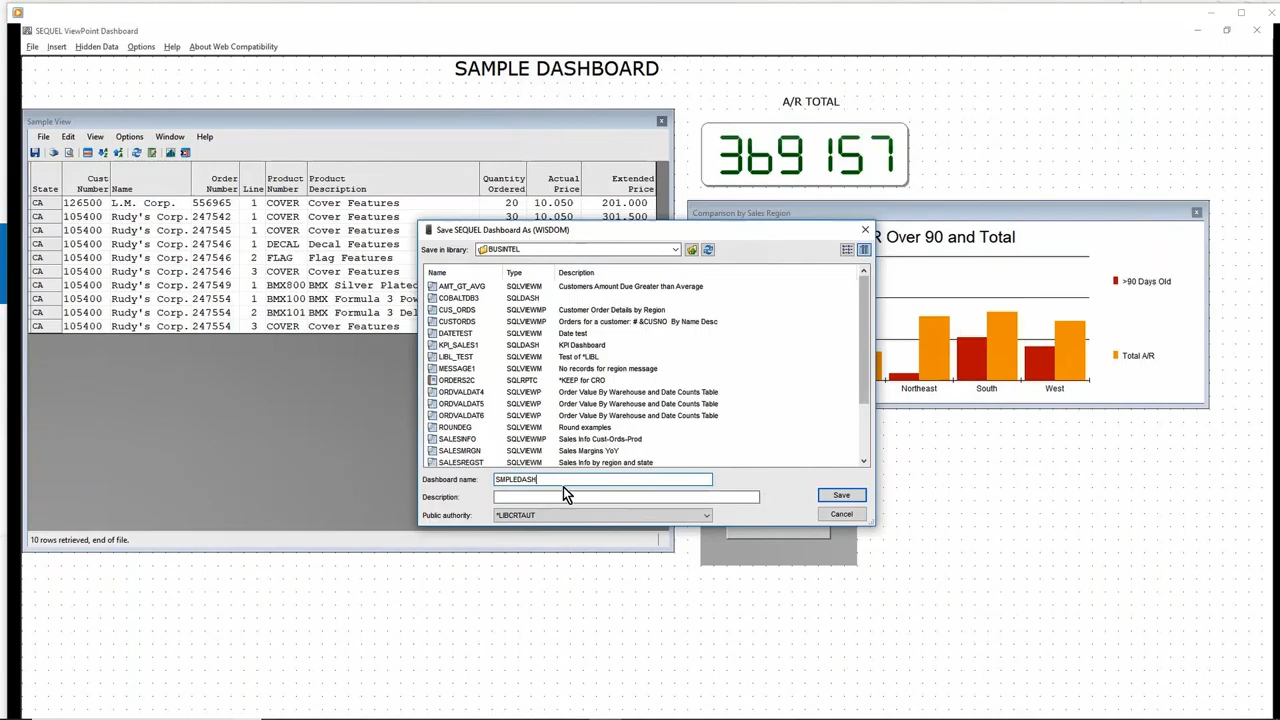 SEQUEL ViewPoint Dashboard
File Insert Hidden Data Options Help About Web Compatibility
SAMPLE DASHBOARD
A/R TOTAL
369157
Sample View
File Edit View Options Window Help
Cust Order Product Product Quantity Actual Extended
State Number Name Number Line Number Description Ordered Price Price
CA 126500 L.M. Corp. 556965 1 COVER Cover Features 20 10.050 201.000
CA 105400 Rudy's Corp. 247542 1 COVER Cover Features 30 10.050 301.500
CA 105400 Rudy's Corp. 247545 1 COVER Cover Features
CA 105400 Rudy's Corp. 247546 1 DECAL Decal Features
CA 105400 Rudy's Corp. 247546 2 FLAG Flag Features
CA 105400 Rudy's Corp. 247546 3 COVER Cover Features
CA 105400 Rudy's Corp. 247549 1 BMX800 BMX Silver Plated
CA 105400 Rudy's Corp. 247554 1 BMX100 BMX Formula 3 Pow
CA 105400 Rudy's Corp. 247554 2 BMX101 BMX Formula 3 Del
CA 105400 Rudy's Corp. 247554 3 COVER Cover Features
10 rows retrieved, end of file.
Save SEQUEL Dashboard As (WISDOM)
Save in library: BUSINTEL
Name Type Description
AMT_GT_AVG SQLVIEWM Customers Amount Due Greater than Average
COBALTDB3 SQLDASH
CUS_ORDS SQLVIEWMP Customer Order Details by Region
CUSTORDS SQLVIEWMP Orders for a customer: # &CUSNO By Name Desc
DATETEST SQLVIEWM Date test
KPI_SALES1 SQLDASH KPI Dashboard
LIBL_TEST SQLVIEWM Test of *LIBL
MESSAGE1 SQLVIEWM No records for region message
ORDERS2C SQLRPTC *KEEP for CRO
ORDVALDAT4 SQLVIEWP Order Value By Warehouse and Date Counts Table
ORDVALDAT5 SQLVIEWP Order Value By Warehouse and Date Counts Table
ORDVALDAT6 SQLVIEWP Order Value By Warehouse and Date Counts Table
ROUNDEG SQLVIEWM Round examples
SALESINFO SQLVIEWMP Sales Info Cust-Ords-Prod
SALESMRGN SQLVIEWM Sales Margins YoY
SALESREGST SQLVIEWM Sales Info by region and state
Dashboard name: SMPLEDASH
Description:
Public authority: *LIBCRTAUT
Save
Cancel
Comparison by Sales Region
R Over 90 and Total
>90 Days Old
Total A/R
Northeast South West